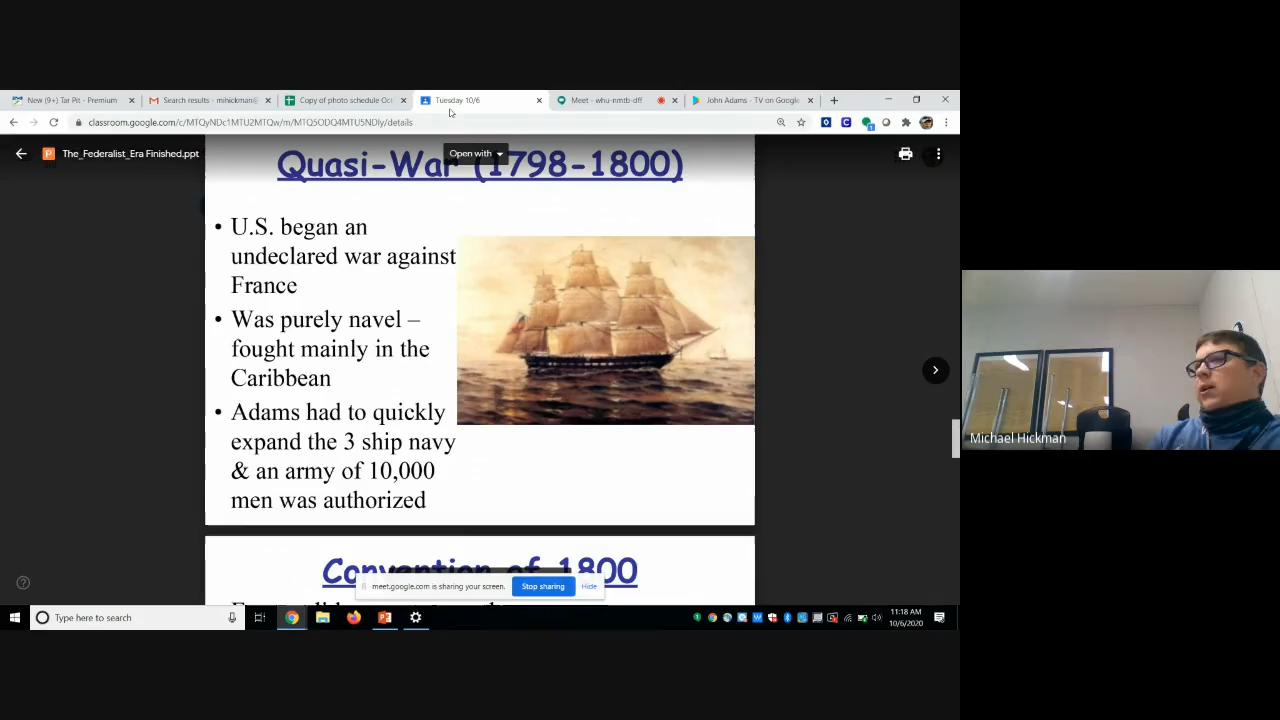 New (9+) Tar Pit - Premium
Search results - mihickman@
Copy of photo schedule Oct
Tuesday 10/6
Meet - whu-nmtb-dff
John Adams - TV on Google
classroom.google.com/c/MTQyNDc1MTU2MTQw/m/MTQ5ODQ4MTU5NDIy/details
The_Federalist_Era Finished.ppt
Open with
Quasi-War (1798-1800)
• U.S. began an
undeclared war against
France
• Was purely navel –
fought mainly in the
Caribbean
• Adams had to quickly
expand the 3 ship navy
& an army of 10,000
men was authorized
Michael Hickman
Convention of 1800
meet.google.com is sharing your screen.
Stop sharing
Hide
Type here to search
11:18 AM
10/6/2020